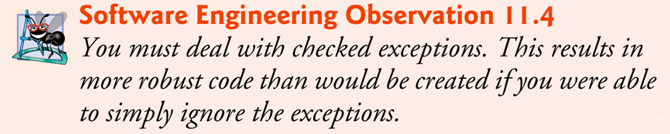 Software Engineering Observation 11.4
You must deal with checked exceptions. This results in
more robust code than would be created if you were able
to simply ignore the exceptions.